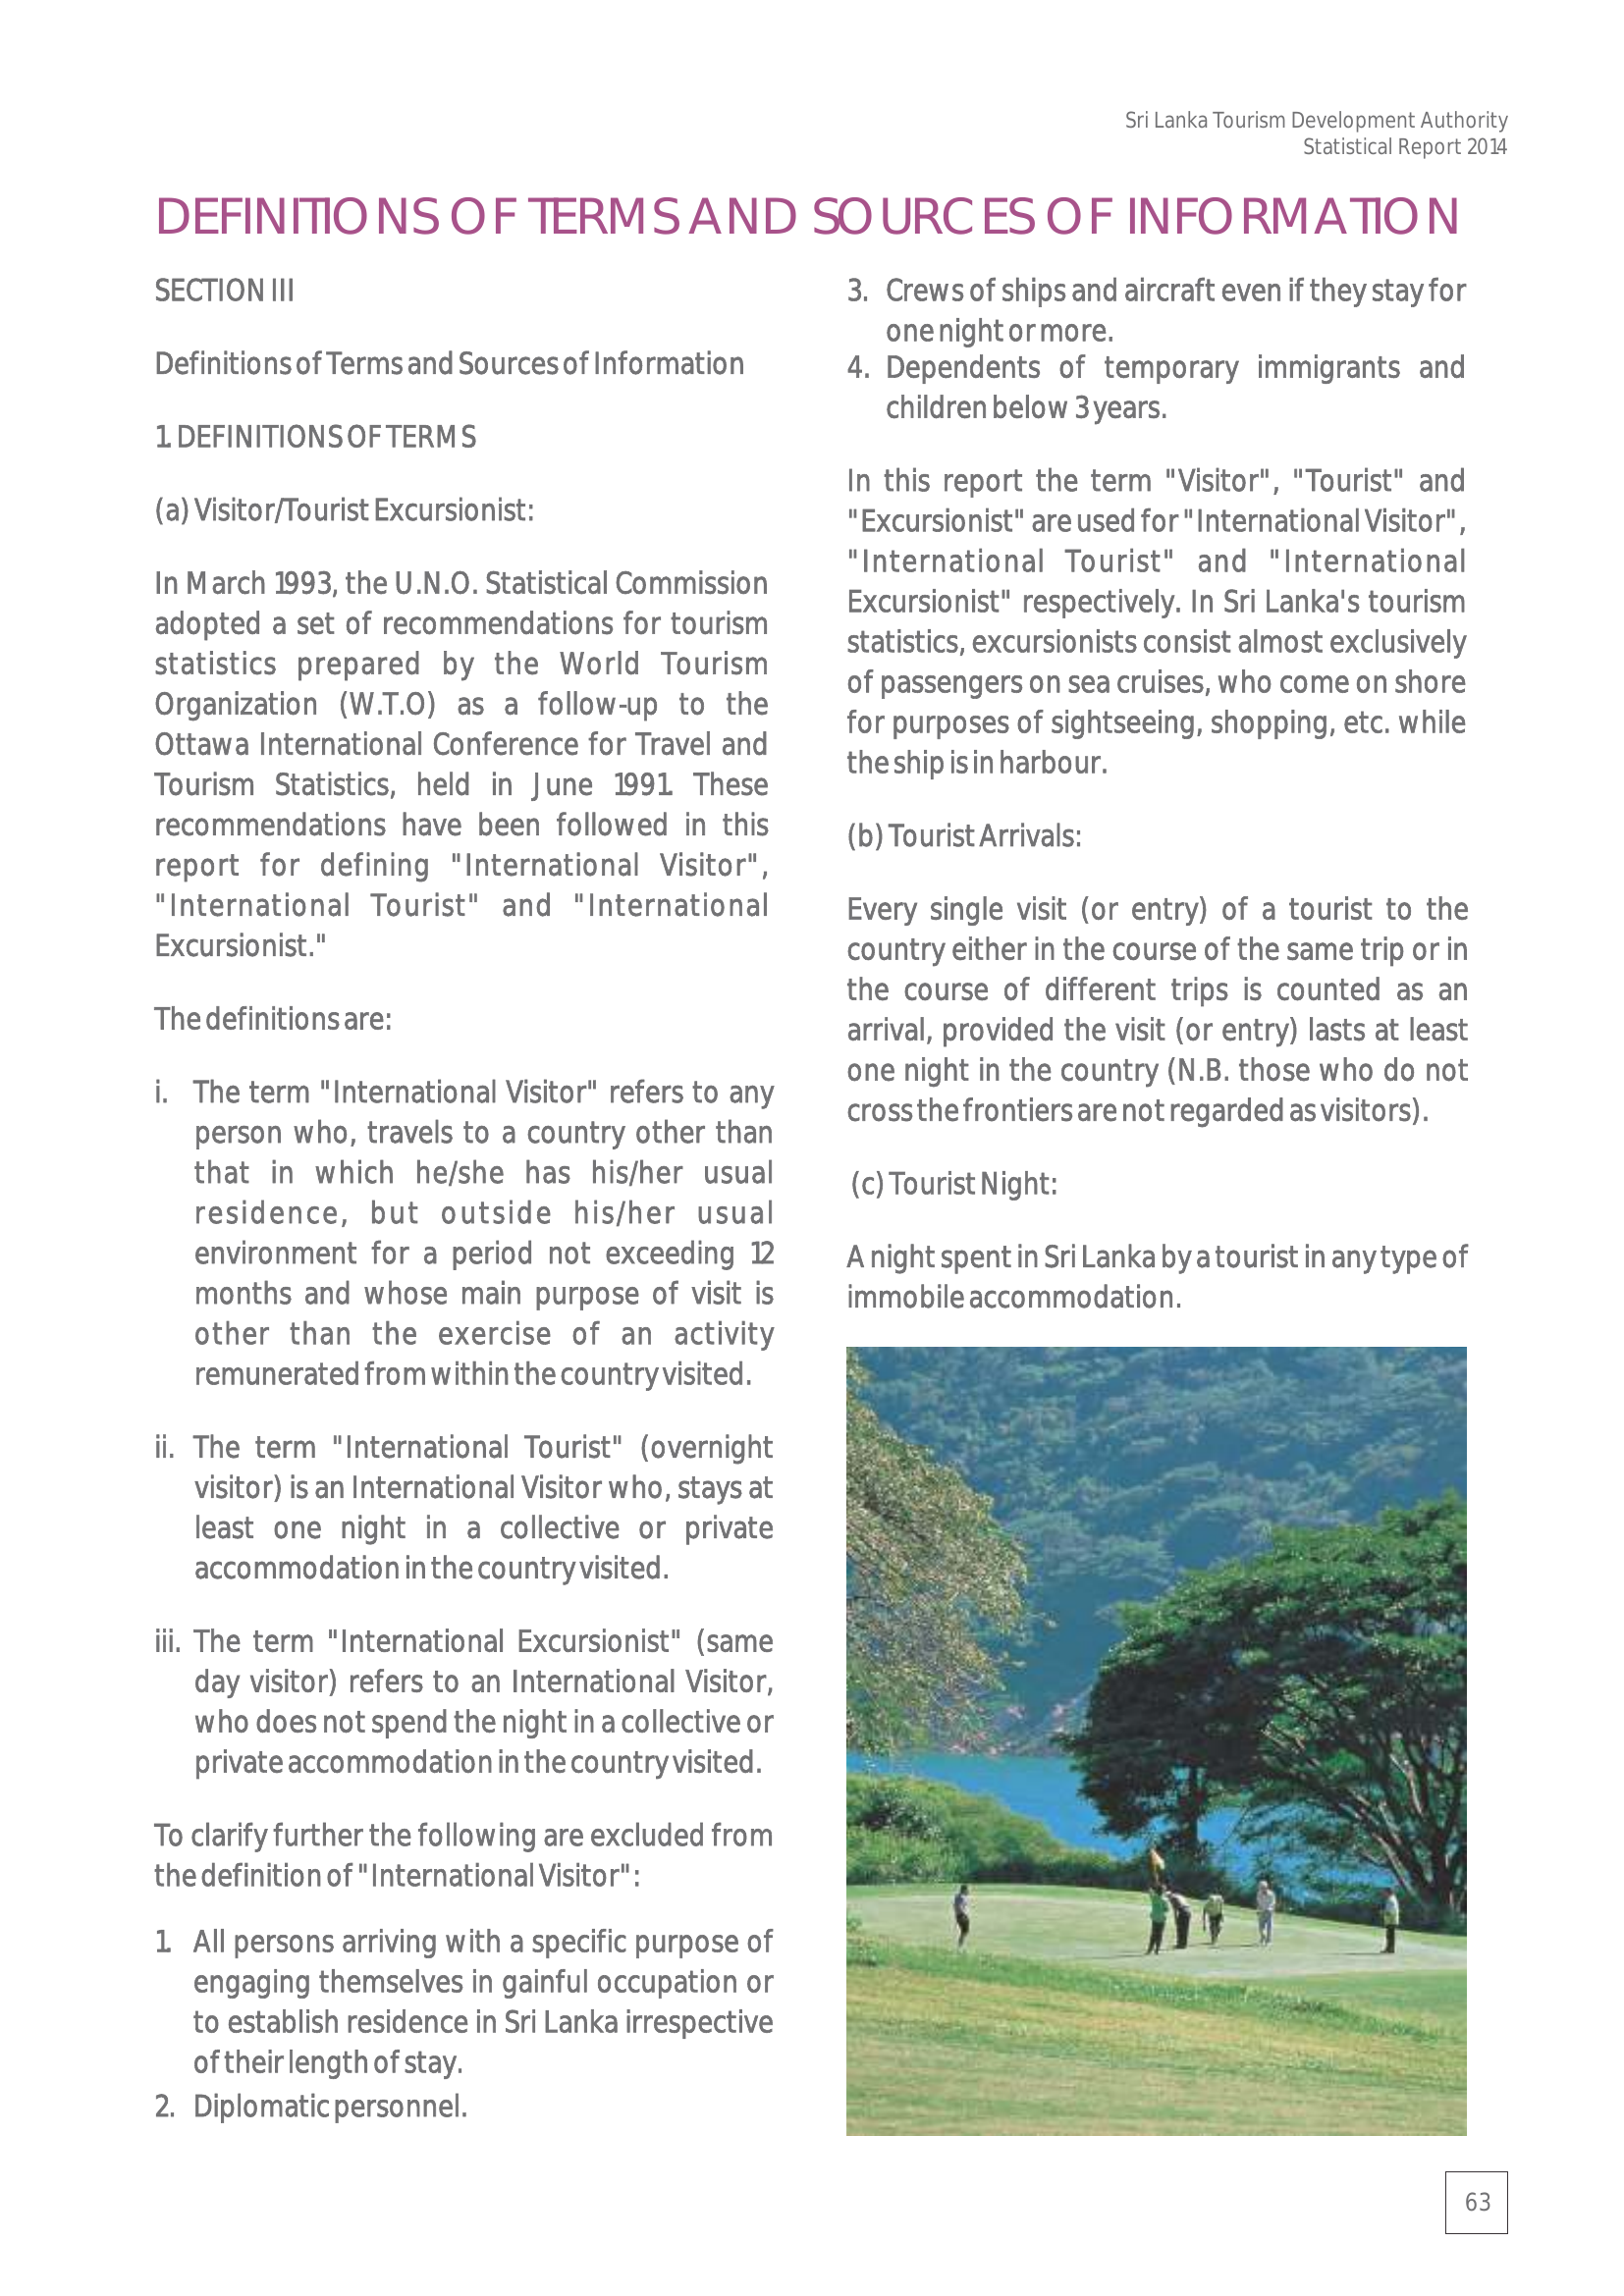 Sri Lanka Tourism Development Authority
Statistical Report 2014
DEFINITIONS OF TERMS AND SOURCES OF INFORMATION
SECTION III
Definitions of Terms and Sources of Information
1. DEFINITIONS OF TERMS
(a) Visitor/Tourist Excursionist:
In March 1993, the U.N.O. Statistical Commission
adopted a set of recommendations for tourism
statistics prepared by the World Tourism
Organization (W.T.O) as a follow-up to the
Ottawa International Conference for Travel and
Tourism Statistics, held in June 1991. These
recommendations have been followed in this
report for defining "International Visitor",
"International Tourist" and "International
Excursionist."
The definitions are:
i. The term "International Visitor" refers to any
person who, travels to a country other than
that in which he/she has his/her usual
residence, but outside his/her usual
environment for a period not exceeding 12
months and whose main purpose of visit is
other than the exercise of an activity
remunerated from within the country visited.
ii. The term "International Tourist" (overnight
visitor) is an International Visitor who, stays at
least one night in a collective or private
accommodation in the country visited.
iii. The term "International Excursionist" (same
day visitor) refers to an International Visitor,
who does not spend the night in a collective or
private accommodation in the country visited.
To clarify further the following are excluded from
the definition of "International Visitor":
1. All persons arriving with a specific purpose of
engaging themselves in gainful occupation or
to establish residence in Sri Lanka irrespective
of their length of stay.
2. Diplomatic personnel.
3. Crews of ships and aircraft even if they stay for
one night or more.
4. Dependents of temporary immigrants and
children below 3 years.
In this report the term "Visitor", "Tourist" and
"Excursionist" are used for "International Visitor",
"International Tourist" and "International
Excursionist" respectively. In Sri Lanka's tourism
statistics, excursionists consist almost exclusively
of passengers on sea cruises, who come on shore
for purposes of sightseeing, shopping, etc. while
the ship is in harbour.
(b) Tourist Arrivals:
Every single visit (or entry) of a tourist to the
country either in the course of the same trip or in
the course of different trips is counted as an
arrival, provided the visit (or entry) lasts at least
one night in the country (N.B. those who do not
cross the frontiers are not regarded as visitors).
(c) Tourist Night:
A night spent in Sri Lanka by a tourist in any type of
immobile accommodation.
63